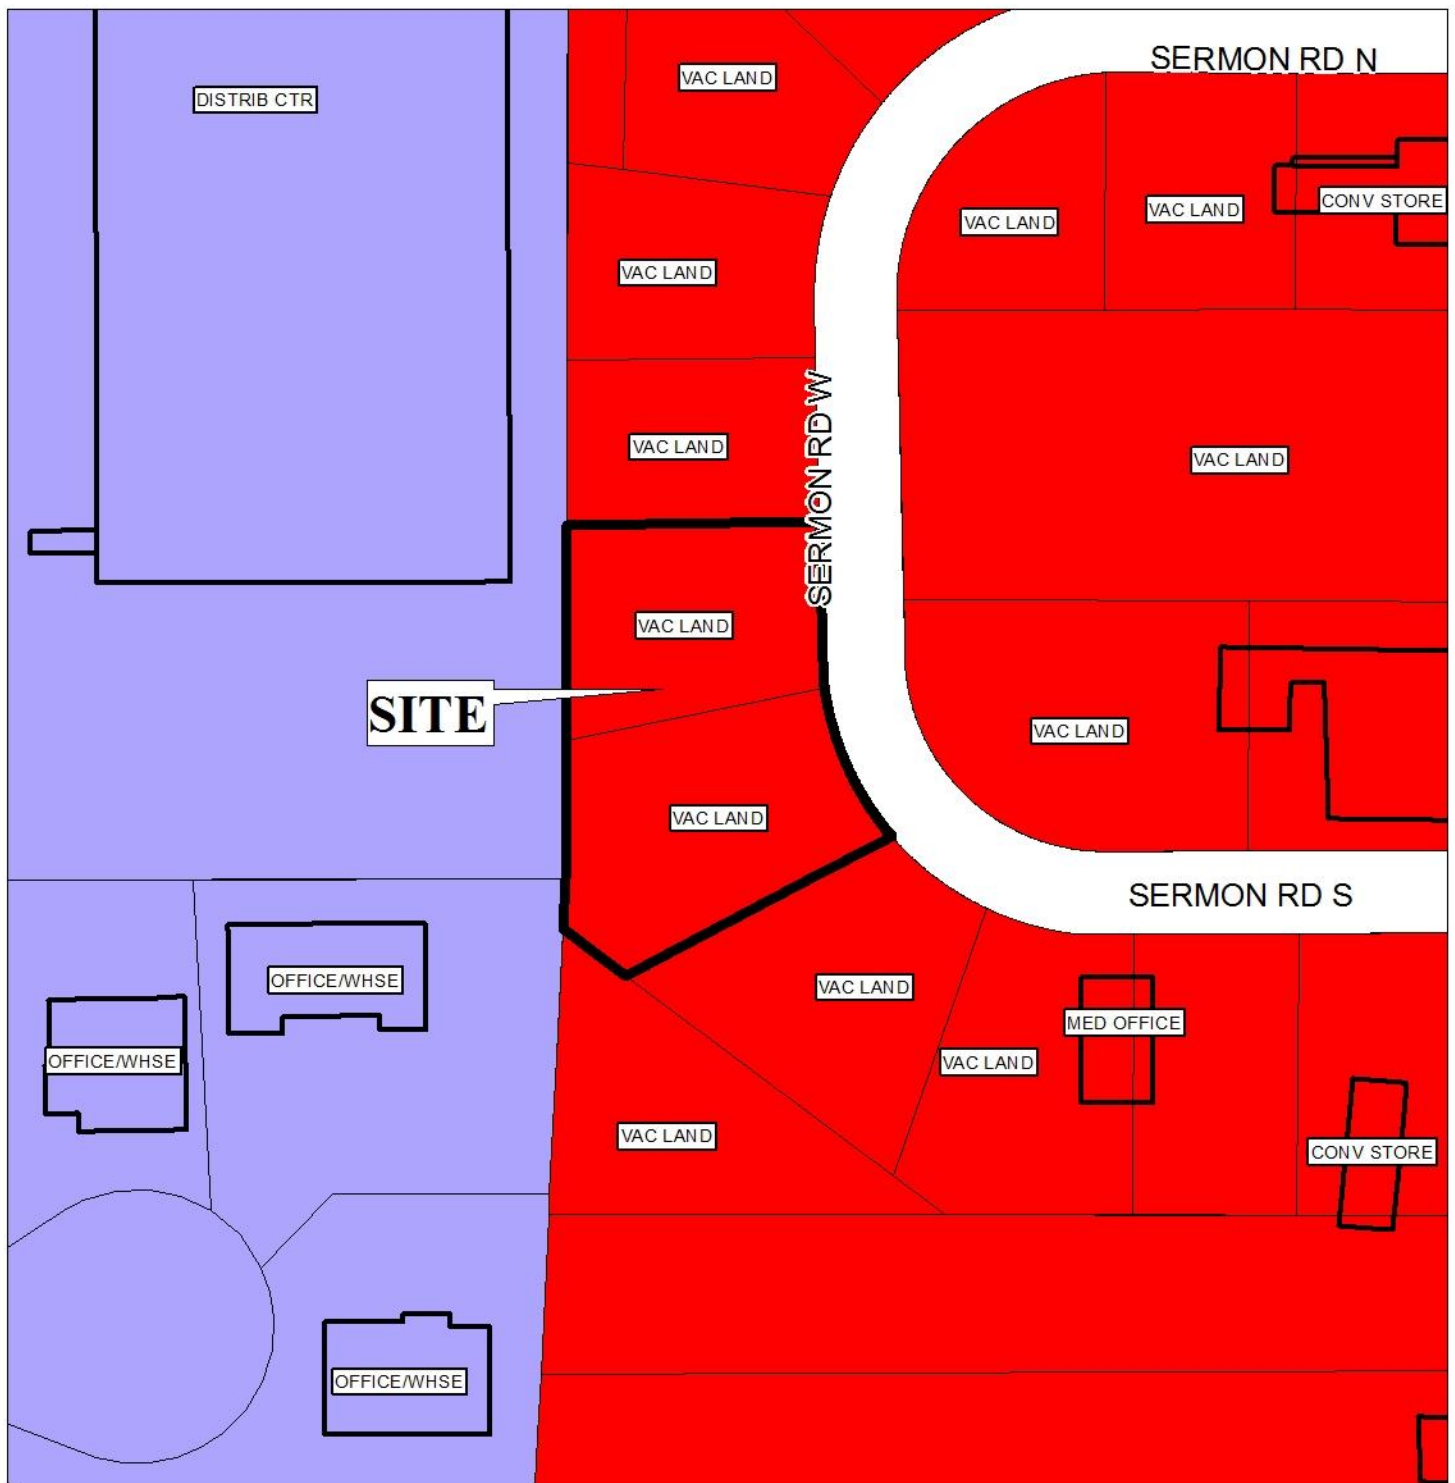 SERMON RD N
VAC LAND
DISTRIB CTR
CONV STORE
VAC LAND
VAC LAND
VAC LAND
SERMON RD W
VAC LAND
VAC LAND
VAC LAND
SITE
VAC LAND
VAC LAND
SERMON RD S
OFFICE/WHSE
VAC LAND
MED OFFICE
OFFICE/WHSE
VAC LAND
VAC LAND
CONV STORE
OFFICE/WHSE